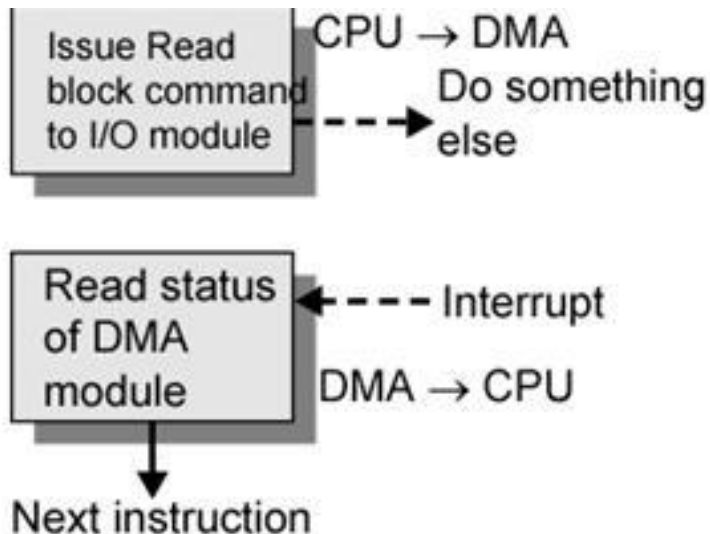 Issue Read
block command
to I/O module
CPU → DMA
Do something
else
Read status
of DMA
module
Interrupt
DMA → CPU
Next instruction